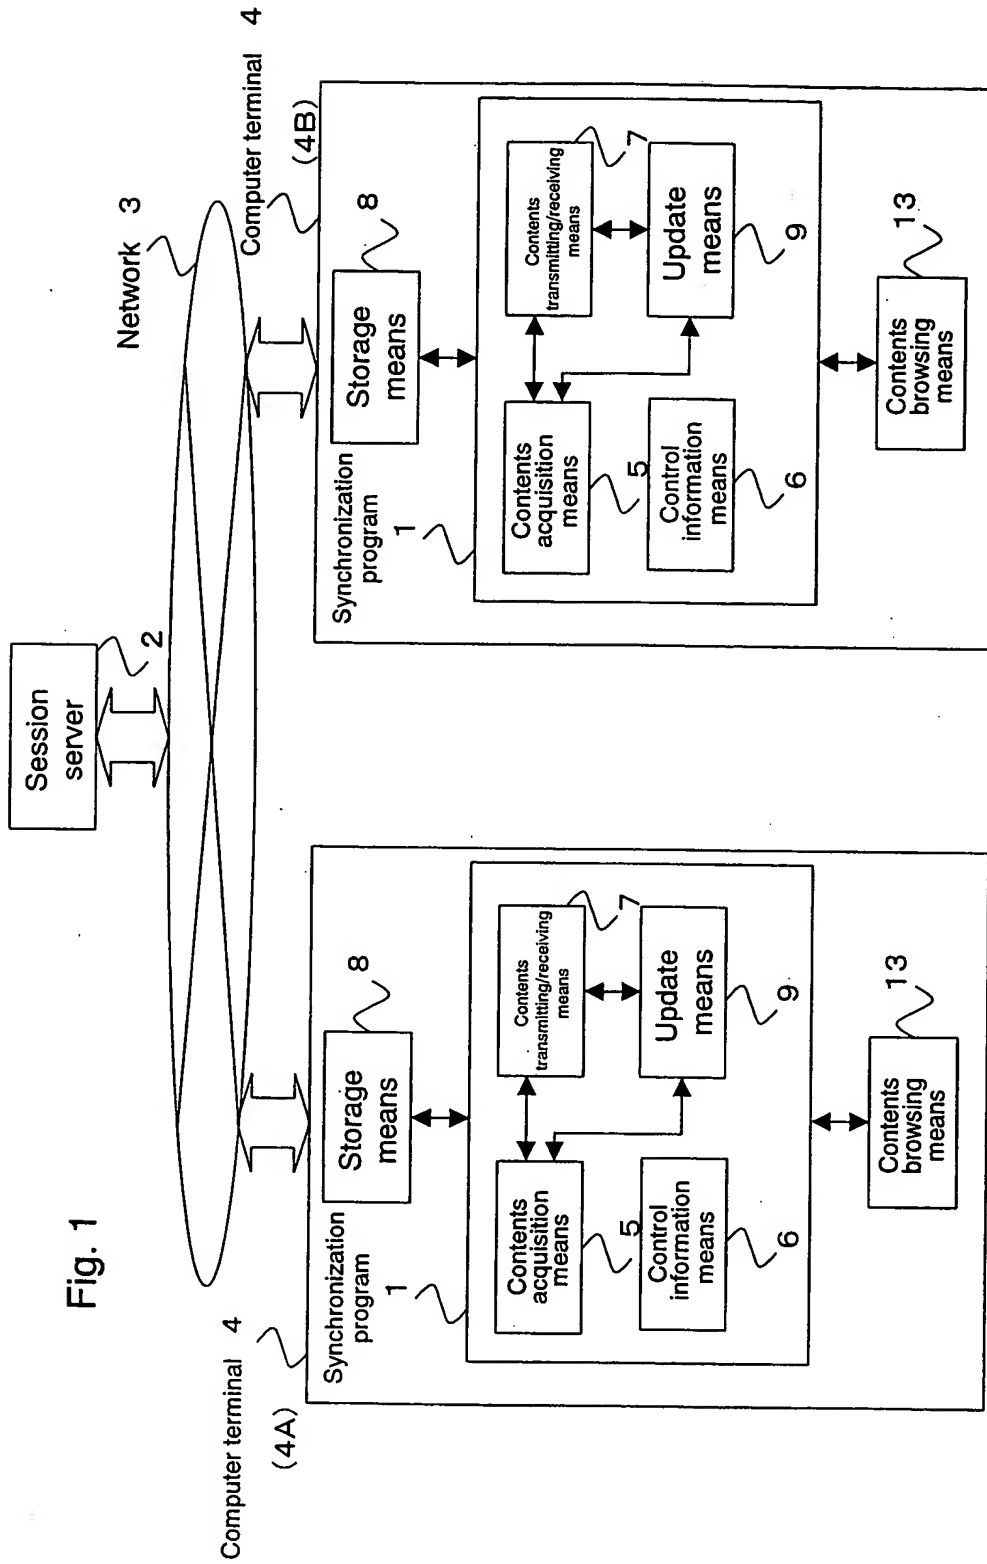 Fig. 1
Session
server
2
Network 3
Computer terminal 4
(4A)
Storage
means
8
Synchronization
program
1
Contents
acquisition
means
5
Contents
transmitting/receiving
means
7
Control
information
means
6
Update
means
9
Contents
browsing
means
13
Computer terminal 4
(4B)
Storage
means
8
Synchronization
program
1
Contents
acquisition
means
5
Contents
transmitting/receiving
means
7
Control
information
means
6
Update
means
9
Contents
browsing
means
13